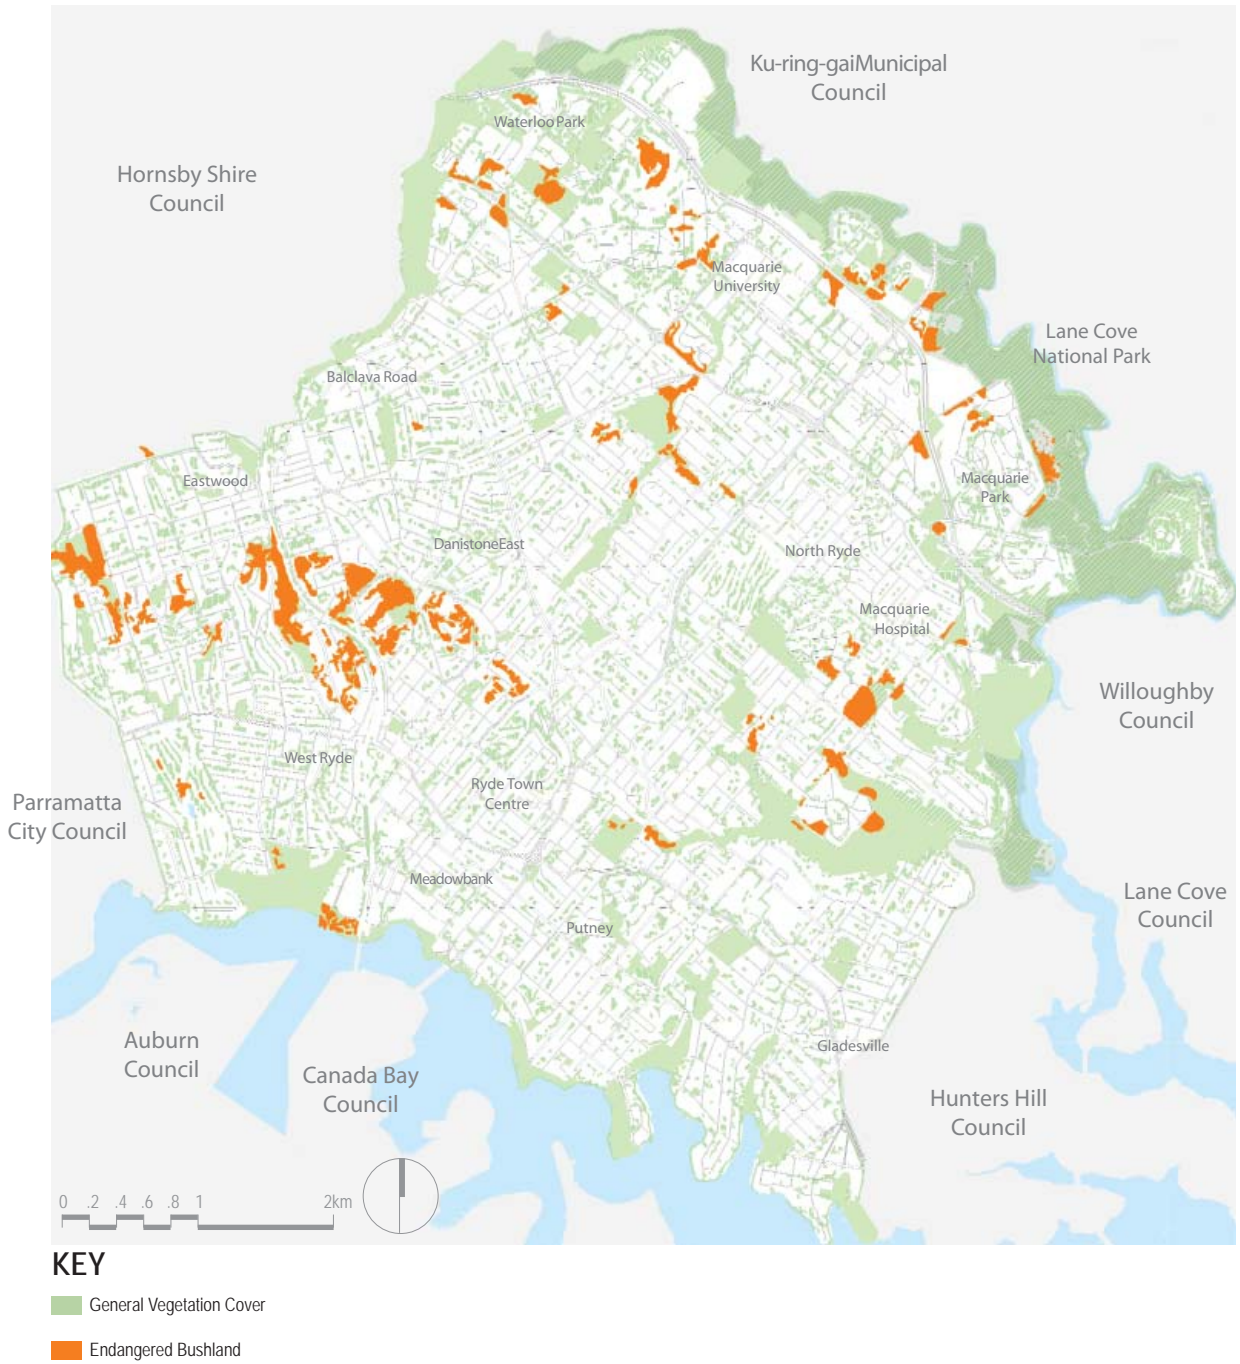 Ku-ring-gaiMunicipal
Council
Waterloo Park
Hornsby Shire
Council
Macquarie
University
Lane Cove
National Park
Balclava Road
Eastwood
Macquarie
Park
DanistoneEast
North Ryde
Macquarie
Hospital
Willoughby
Council
West Ryde
Ryde Town
Centre
Parramatta
City Council
Meadowbank
Lane Cove
Council
Putney
Auburn
Council
Gladesville
Canada Bay
Council
Hunters Hill
Council
0 .2 .4 .6 .8 1 2km
KEY
General Vegetation Cover
Endangered Bushland